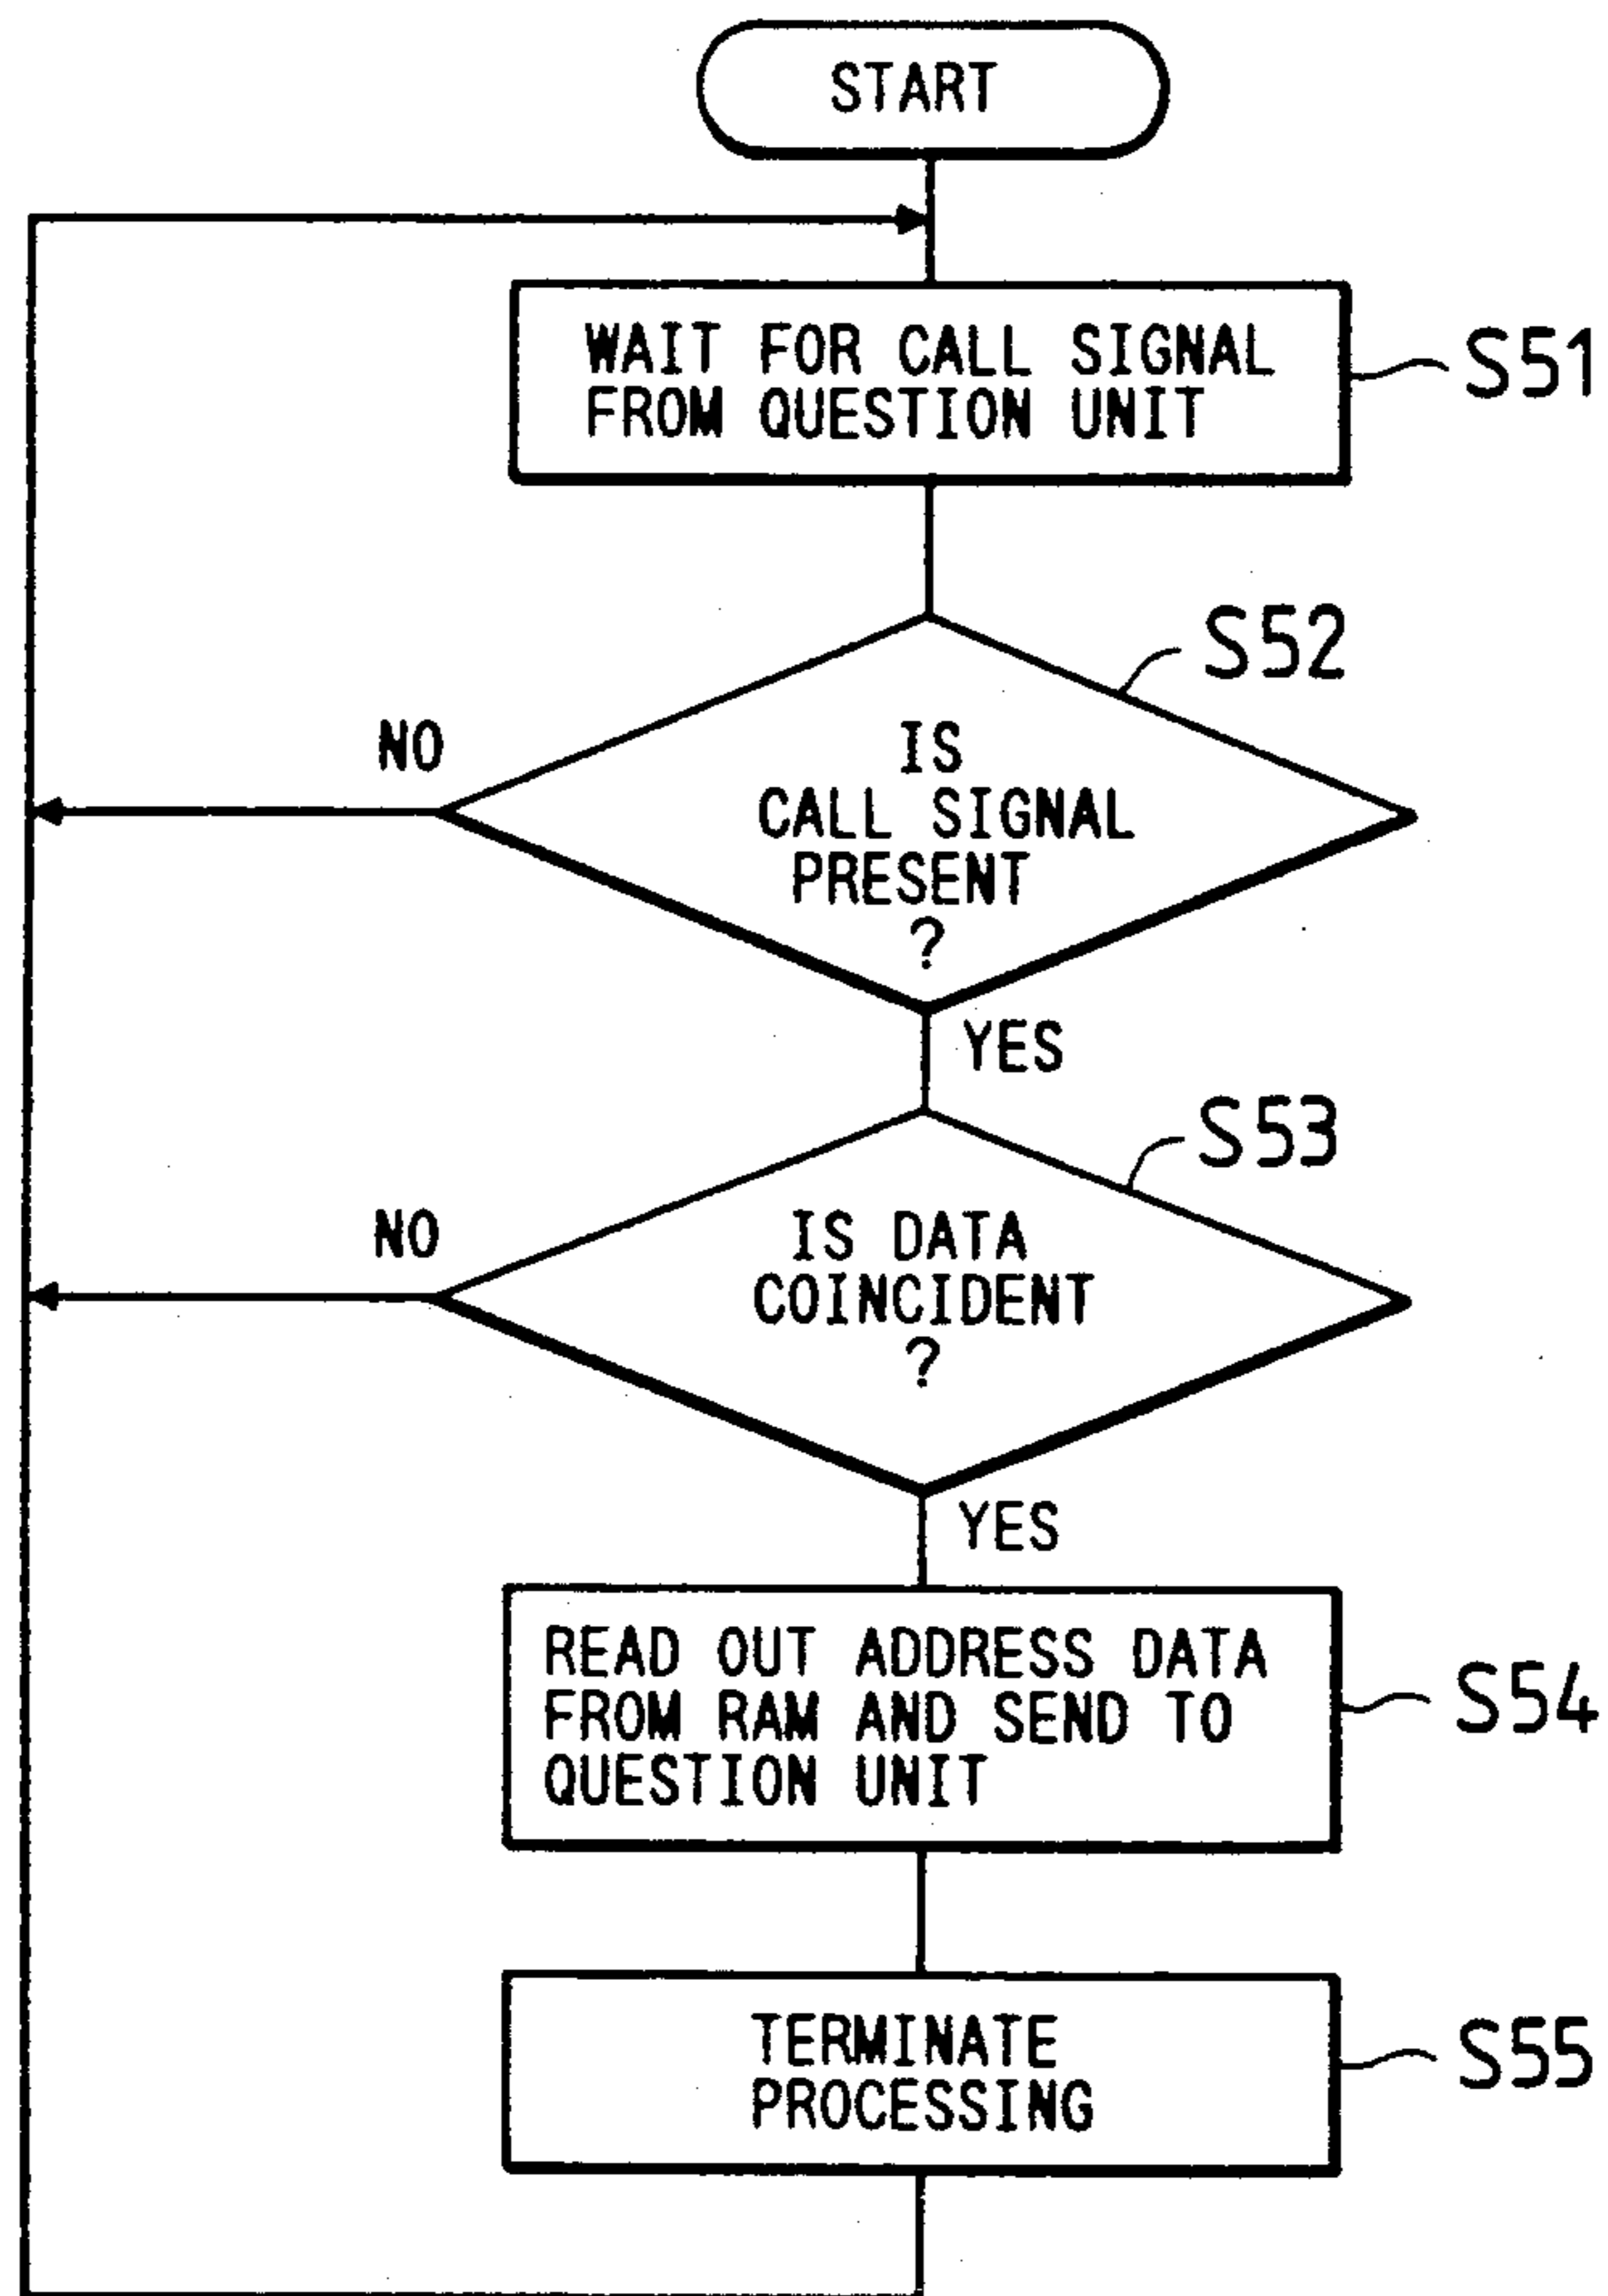 START
WAIT FOR CALL SIGNAL
FROM QUESTION UNIT
S51
S52
NO
IS
CALL SIGNAL
PRESENT
?
YES
S53
NO
IS DATA
COINCIDENT
?
YES
READ OUT ADDRESS DATA
FROM RAM AND SEND TO
QUESTION UNIT
S54
TERMINATE
PROCESSING
S55